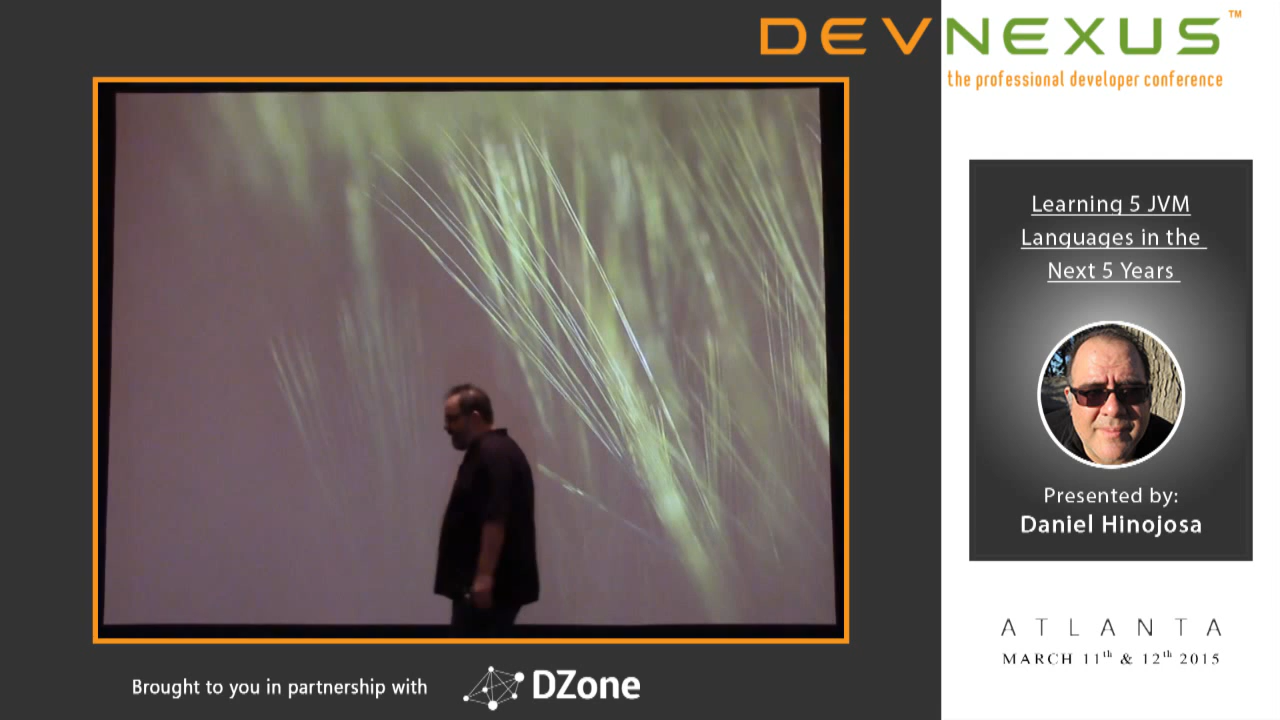 DEVNEXUS™
the professional developer conference
Learning 5 JVM
Languages in the
Next 5 Years
Presented by:
Daniel Hinojosa
ATLANTA
MARCH 11th & 12th 2015
Brought to you in partnership with
DZone